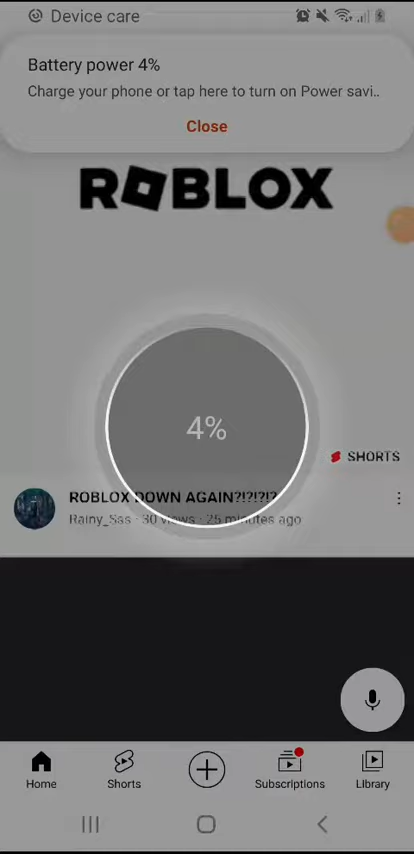 Device care
Battery power 4%
Charge your phone or tap here to turn on Power savi..
Close
ROBLOX
4%
SHORTS
ROBLOX DOWN AGAIN?!?!?!?
Rainy_Sas · 30 views · 25 minutes ago
Home
Shorts
Subscriptions
Library